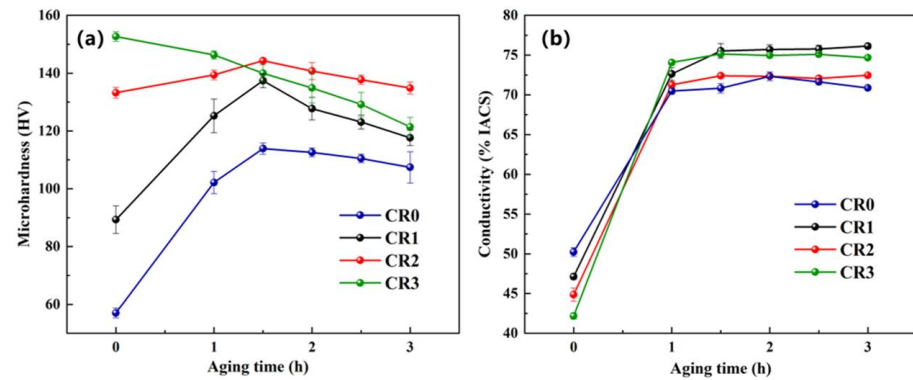 (a)
Microhardness (HV)
160
140
120
100
80
60
0
1
2
3
Aging time (h)
CR0
CR1
CR2
CR3
(b)
Conductivity (% IACS)
80
75
70
65
60
55
50
45
40
0
1
2
3
Aging time (h)
CR0
CR1
CR2
CR3